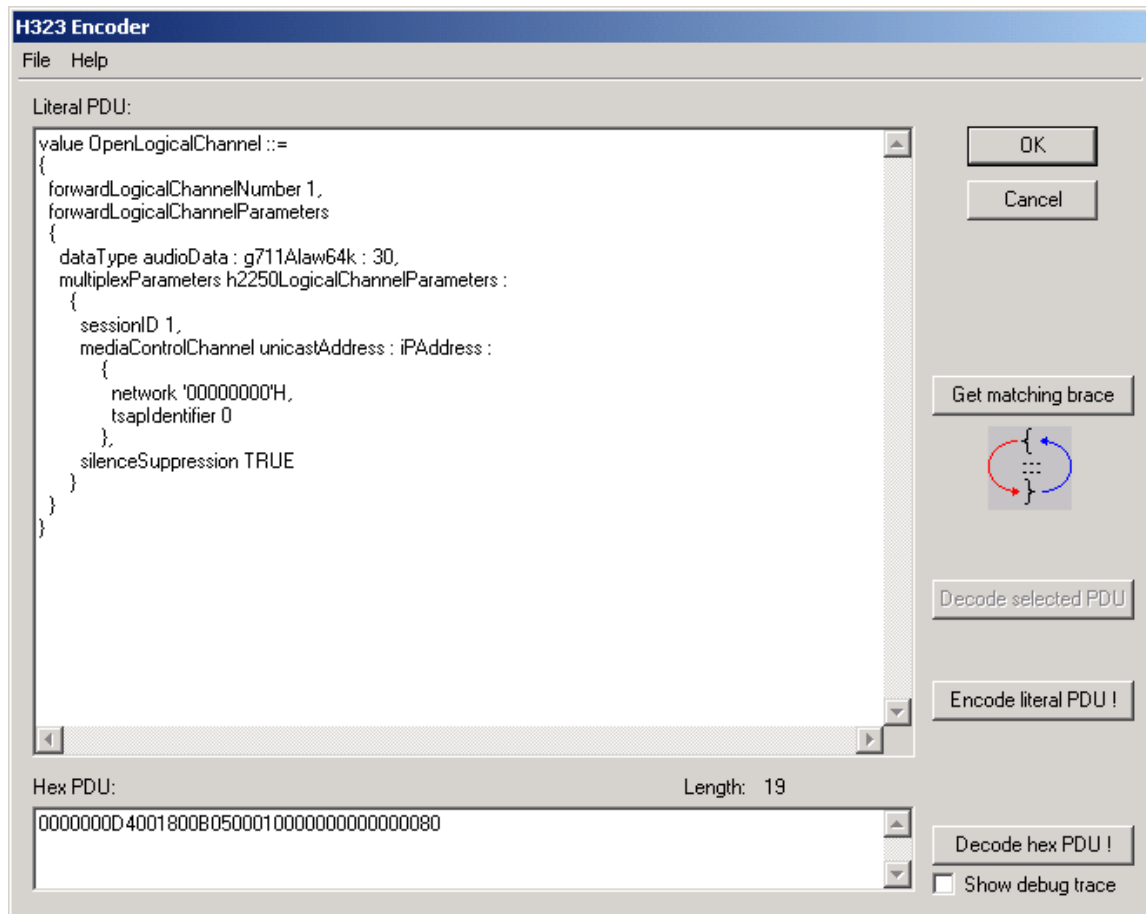 H323 Encoder
File Help
Literal PDU:
value OpenLogicalChannel ::=
{
forwardLogicalChannelNumber 1,
forwardLogicalChannelParameters
{
dataType audioData : g711Alaw64k : 30,
multiplexParameters h2250LogicalChannelParameters :
{
sessionID 1,
mediaControlChannel unicastAddress : iPAddress :
{
network '00000000'H,
tsapIdentifier 0
},
silenceSuppression TRUE
}
}
}
OK
Cancel
Get matching brace
{
:::
}
Decode selected PDU
Encode literal PDU !
Hex PDU: Length: 19
0000000D4001800B0500010000000000000080
Decode hex PDU !
Show debug trace